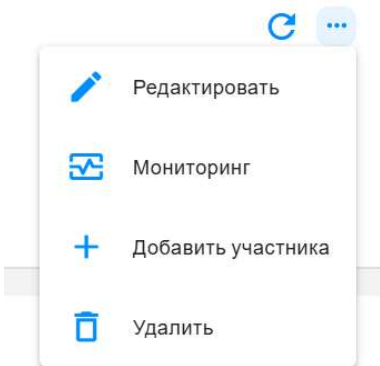 Редактировать
Мониторинг
Добавить участника
Удалить